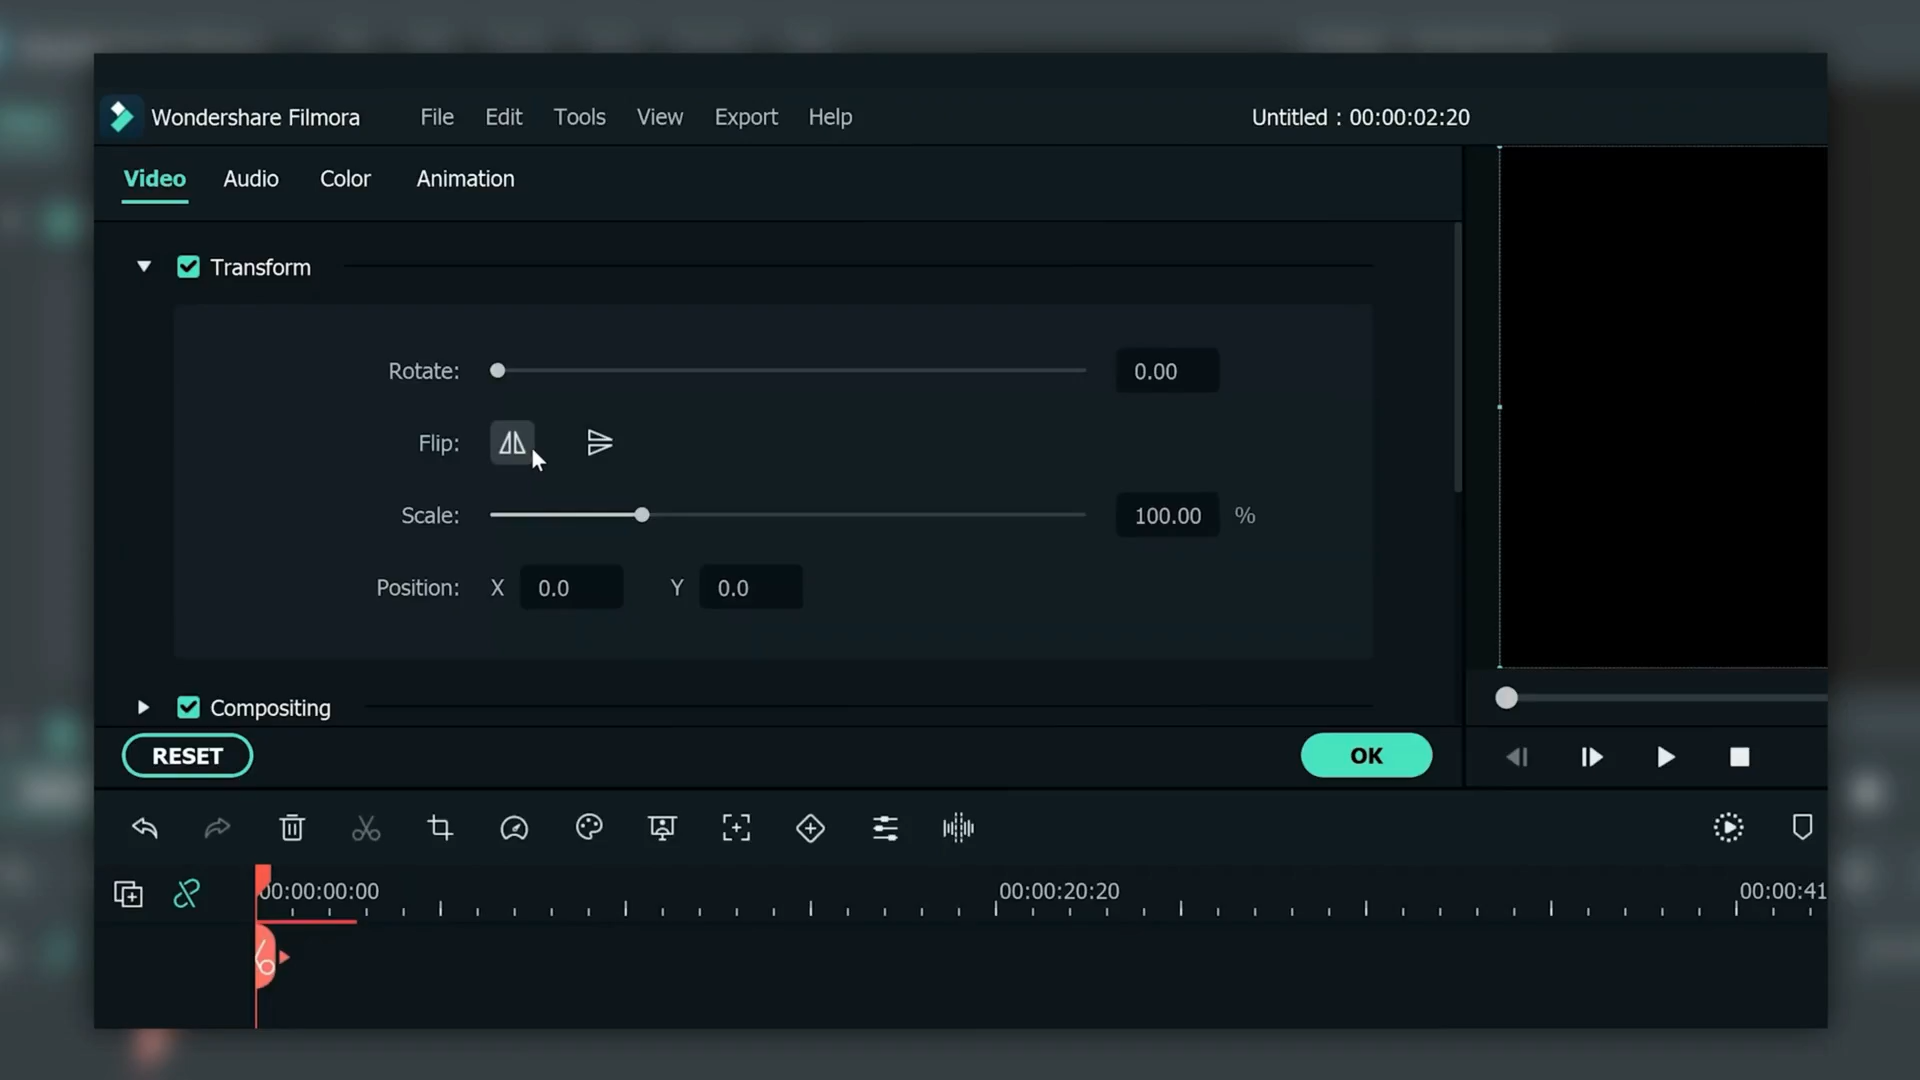 Wondershare Filmora File Edit Tools View Export Help Untitled : 00:00:02:20
Video Audio Color Animation
Transform
Rotate: 0.00
Flip:
Scale: 100.00 %
Position: X 0.0 Y 0.0
Compositing
RESET OK
00:00:00:00 00:00:20:20 00:00:41